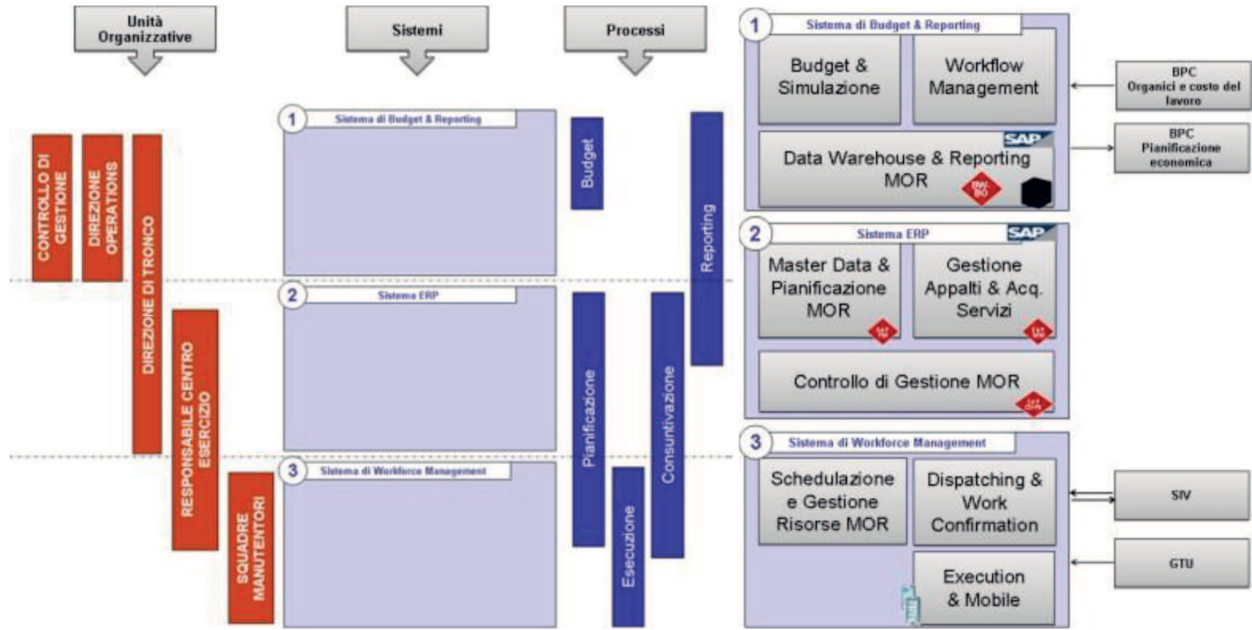 Unità
Organizzative
Sistemi
Processi
CONTROLLO DI
GESTIONE
DIREZIONE
OPERATIONS
DIREZIONE DI TRONCO
RESPONSABILE CENTRO
ESERCIZIO
SQUADRE
MANUTENTORI
1
Sistema di Budget & Reporting
2
Sistema ERP
3
Sistema di Workforce Management
Budget
Pianificazione
Esecuzione
Consuntivazione
Reporting
1
Sistema di Budget & Reporting
Budget &
Simulazione
Workflow
Management
SAP
Data Warehouse & Reporting
MOR
BW-
BO
2
Sistema ERP
SAP
Master Data &
Pianificazione
MOR
Gestione
Appalti & Acq.
Servizi
Controllo di Gestione MOR
3
Sistema di Workforce Management
Schedulazione
e Gestione
Risorse MOR
Dispatching &
Work
Confirmation
Execution
& Mobile
BPC
Organici e costo del
lavoro
BPC
Pianificazione
economica
SIV
GTU